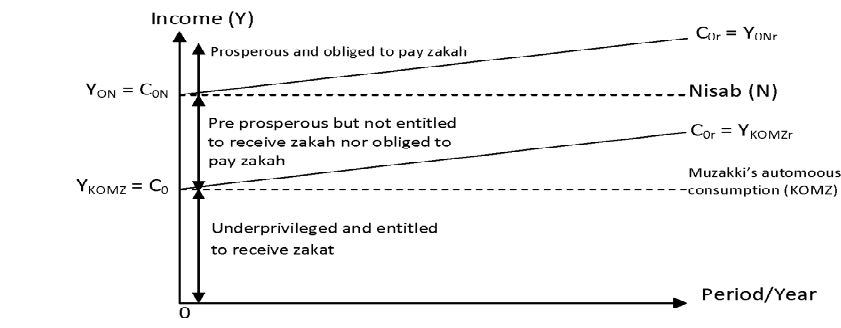 Income (Y)
Prosperous and obliged to pay zakah
C0r = Y0Nr
YON = C0N
Nisab (N)
Pre prosperous but not entitled
to receive zakah nor obliged to
pay zakah
C0r = YKOMZr
YKOMZ = C0
Muzakki's automoous
consumption (KOMZ)
Underprivileged and entitled
to receive zakat
Period/Year
0